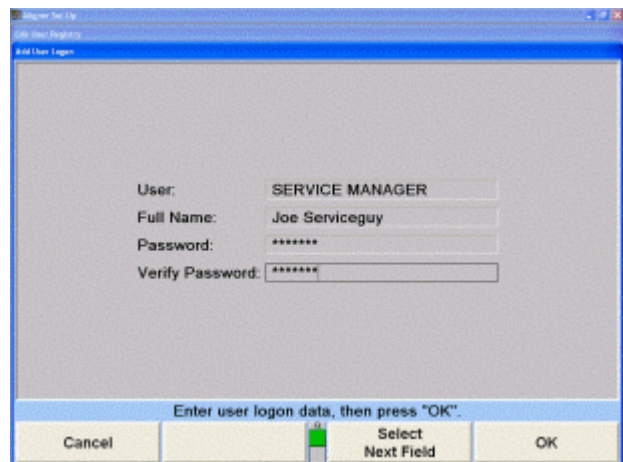 Aligner Set-Up
Edit User Registry
Add User Logon
User: SERVICE MANAGER
Full Name: Joe Serviceguy
Password: *******
Verify Password: *******
Enter user logon data, then press "OK".
Cancel
Select
Next Field
OK